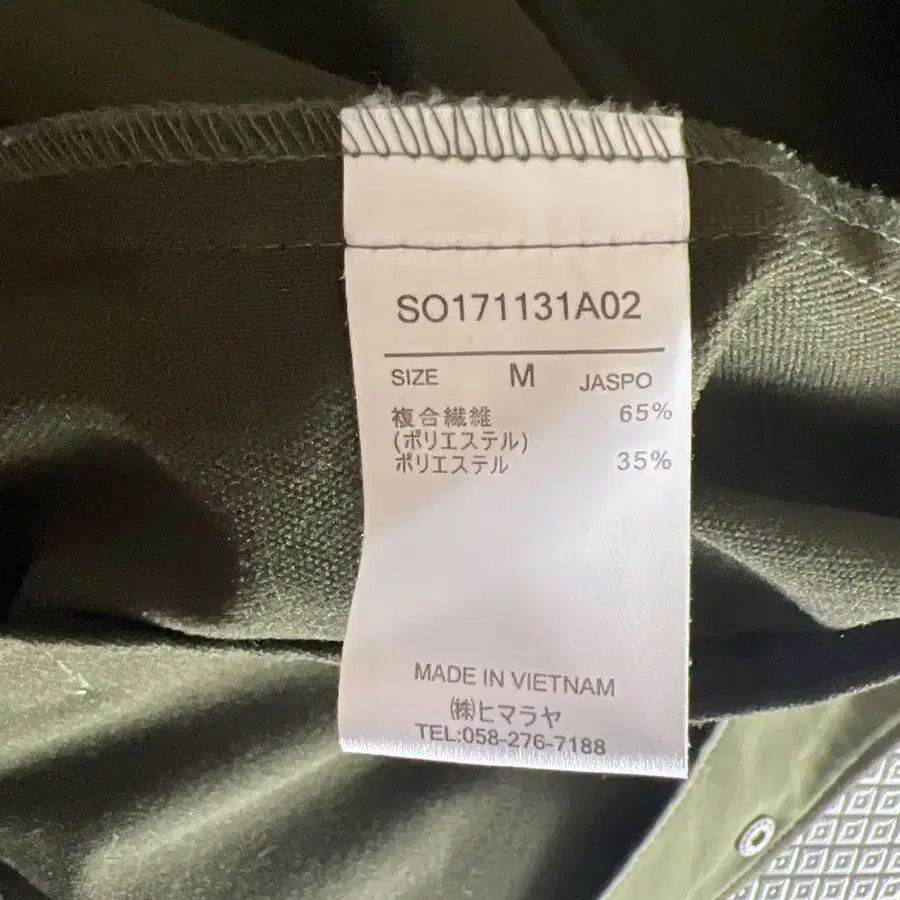 SO171131A02
SIZE M JASPO
複合繊維 65%
(ポリエステル)
ポリエステル 35%
MADE IN VIETNAM
㈱ヒマラヤ
TEL:058-276-7188